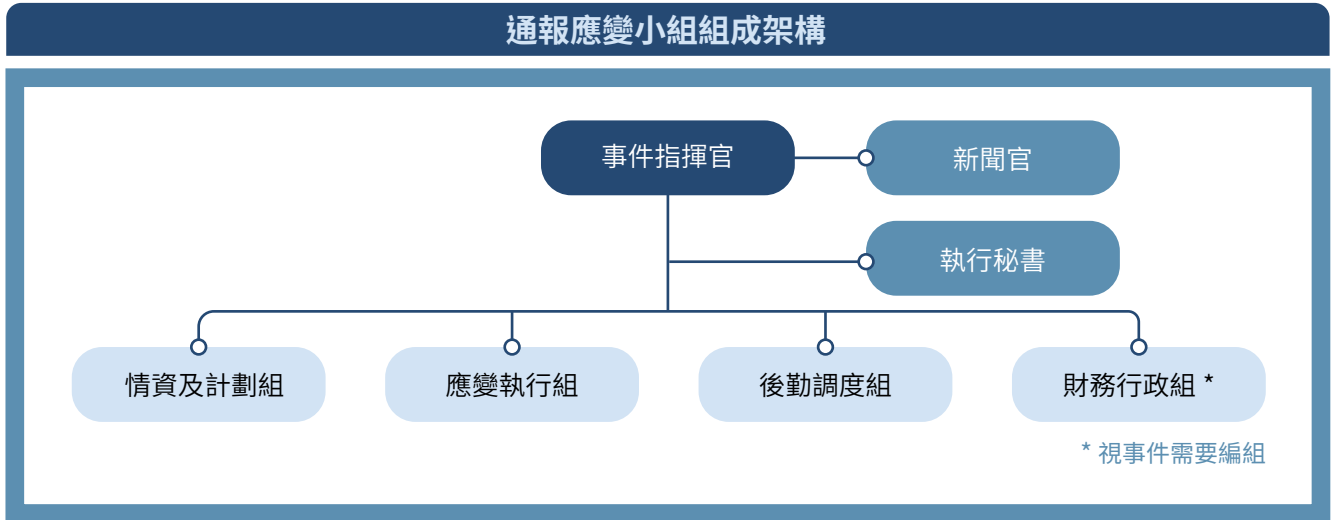 通報應變小組組成架構
事件指揮官
新聞官
執行秘書
情資及計劃組
應變執行組
後勤調度組
財務行政組 *
* 視事件需要編組